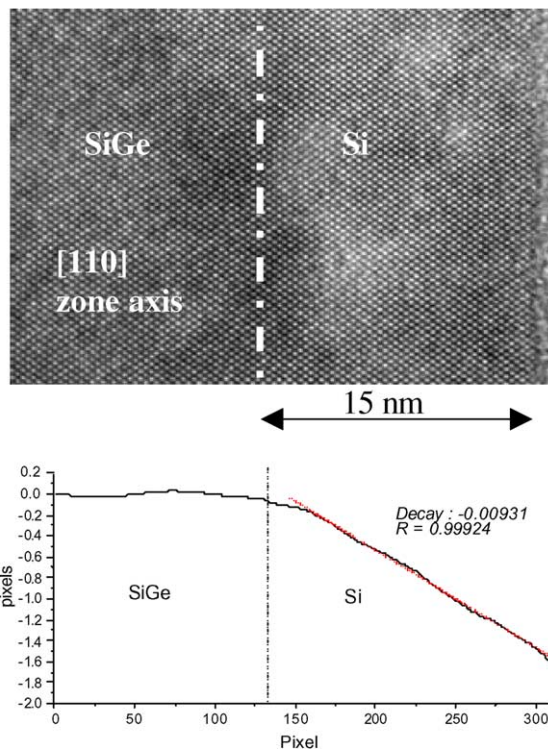 SiGe Si
[110]
zone axis
15 nm
0.2
0.0
-0.2
-0.4
-0.6
-0.8
-1.0
-1.2
-1.4
-1.6
-1.8
-2.0
pixels
Decay : -0.00931
R = 0.99924
SiGe Si
0 50 100 150 200 250 300
Pixel